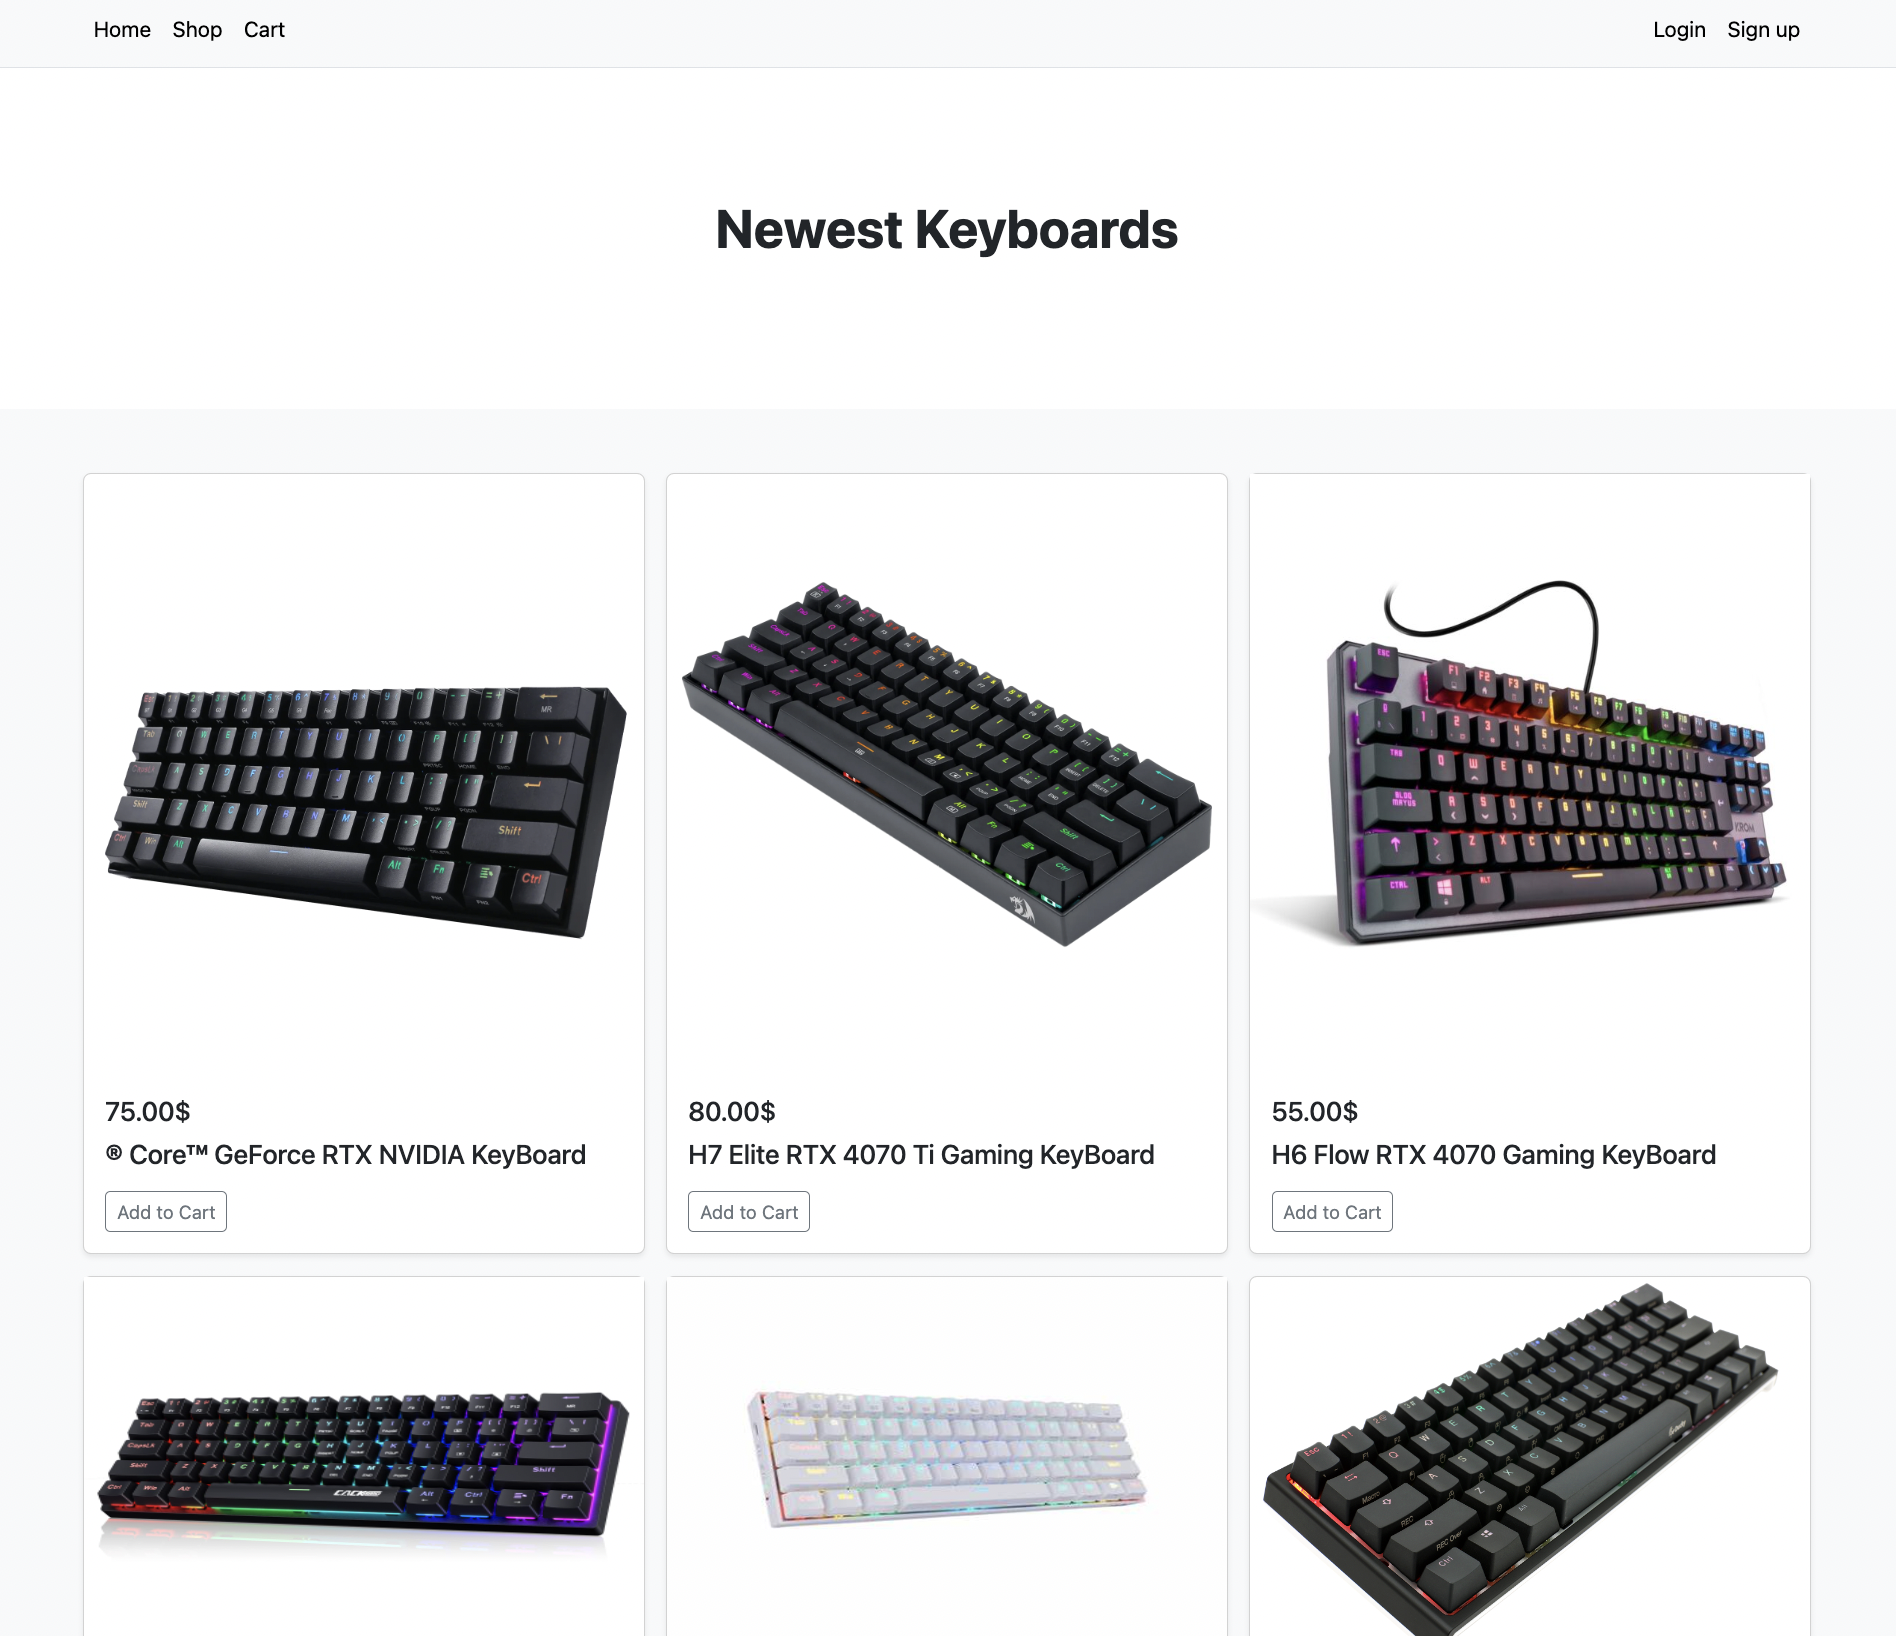 Home Shop Cart
Login Sign up
Newest Keyboards
75.00$
® Core™ GeForce RTX NVIDIA KeyBoard
Add to Cart
80.00$
H7 Elite RTX 4070 Ti Gaming KeyBoard
Add to Cart
55.00$
H6 Flow RTX 4070 Gaming KeyBoard
Add to Cart